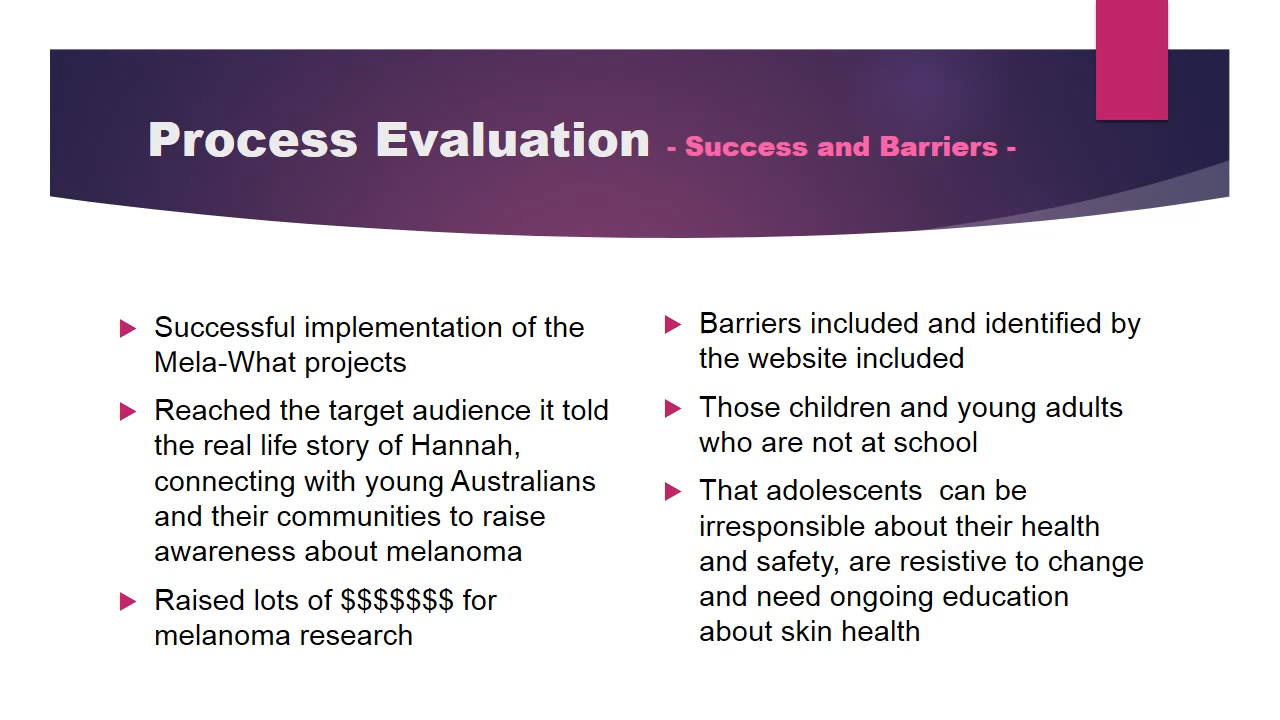 Process Evaluation - Success and Barriers -
Successful implementation of the
Mela-What projects
Reached the target audience it told
the real life story of Hannah,
connecting with young Australians
and their communities to raise
awareness about melanoma
Raised lots of $$$$$$$ for
melanoma research
Barriers included and identified by
the website included
Those children and young adults
who are not at school
That adolescents  can be
irresponsible about their health
and safety, are resistive to change
and need ongoing education
about skin health